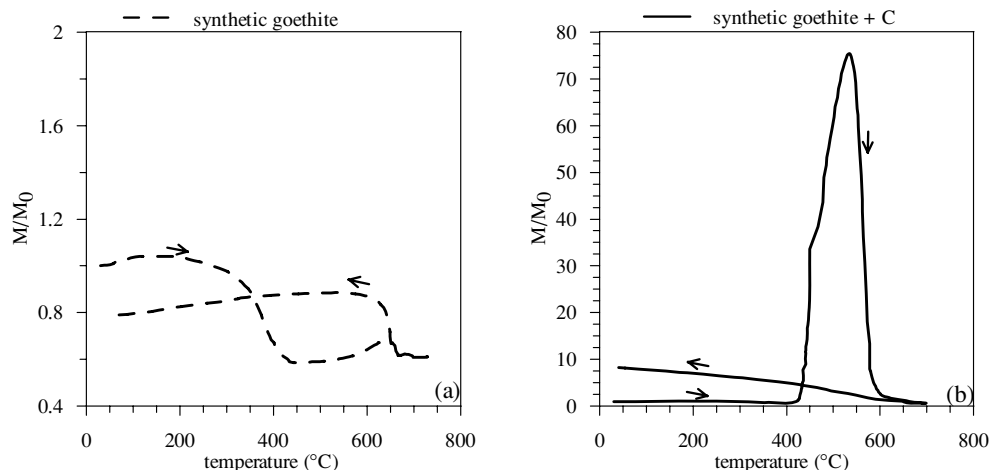 synthetic goethite
2
1.6
1.2
0.8
0.4
M/M0
0 200 400 600 800
temperature (°C)
(a)
synthetic goethite + C
80
70
60
50
40
30
20
10
0
M/M0
0 200 400 600 800
temperature (°C)
(b)